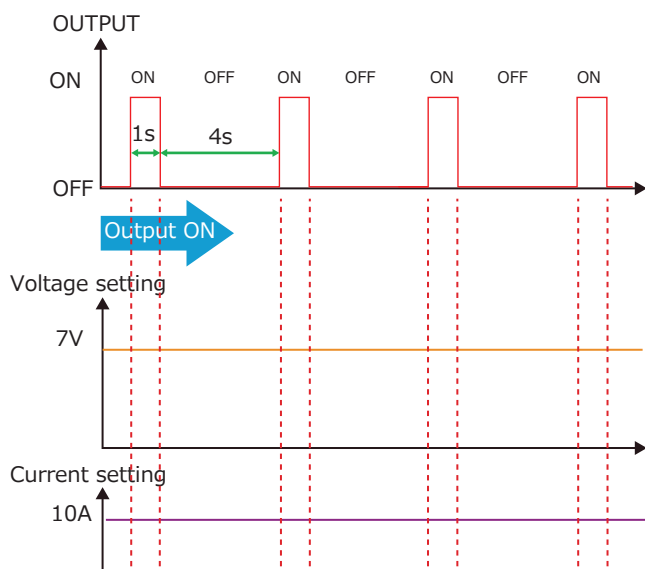 OUTPUT
ON
ON OFF ON OFF ON OFF ON
1s 4s
OFF
Output ON
Voltage setting
7V
Current setting
10A